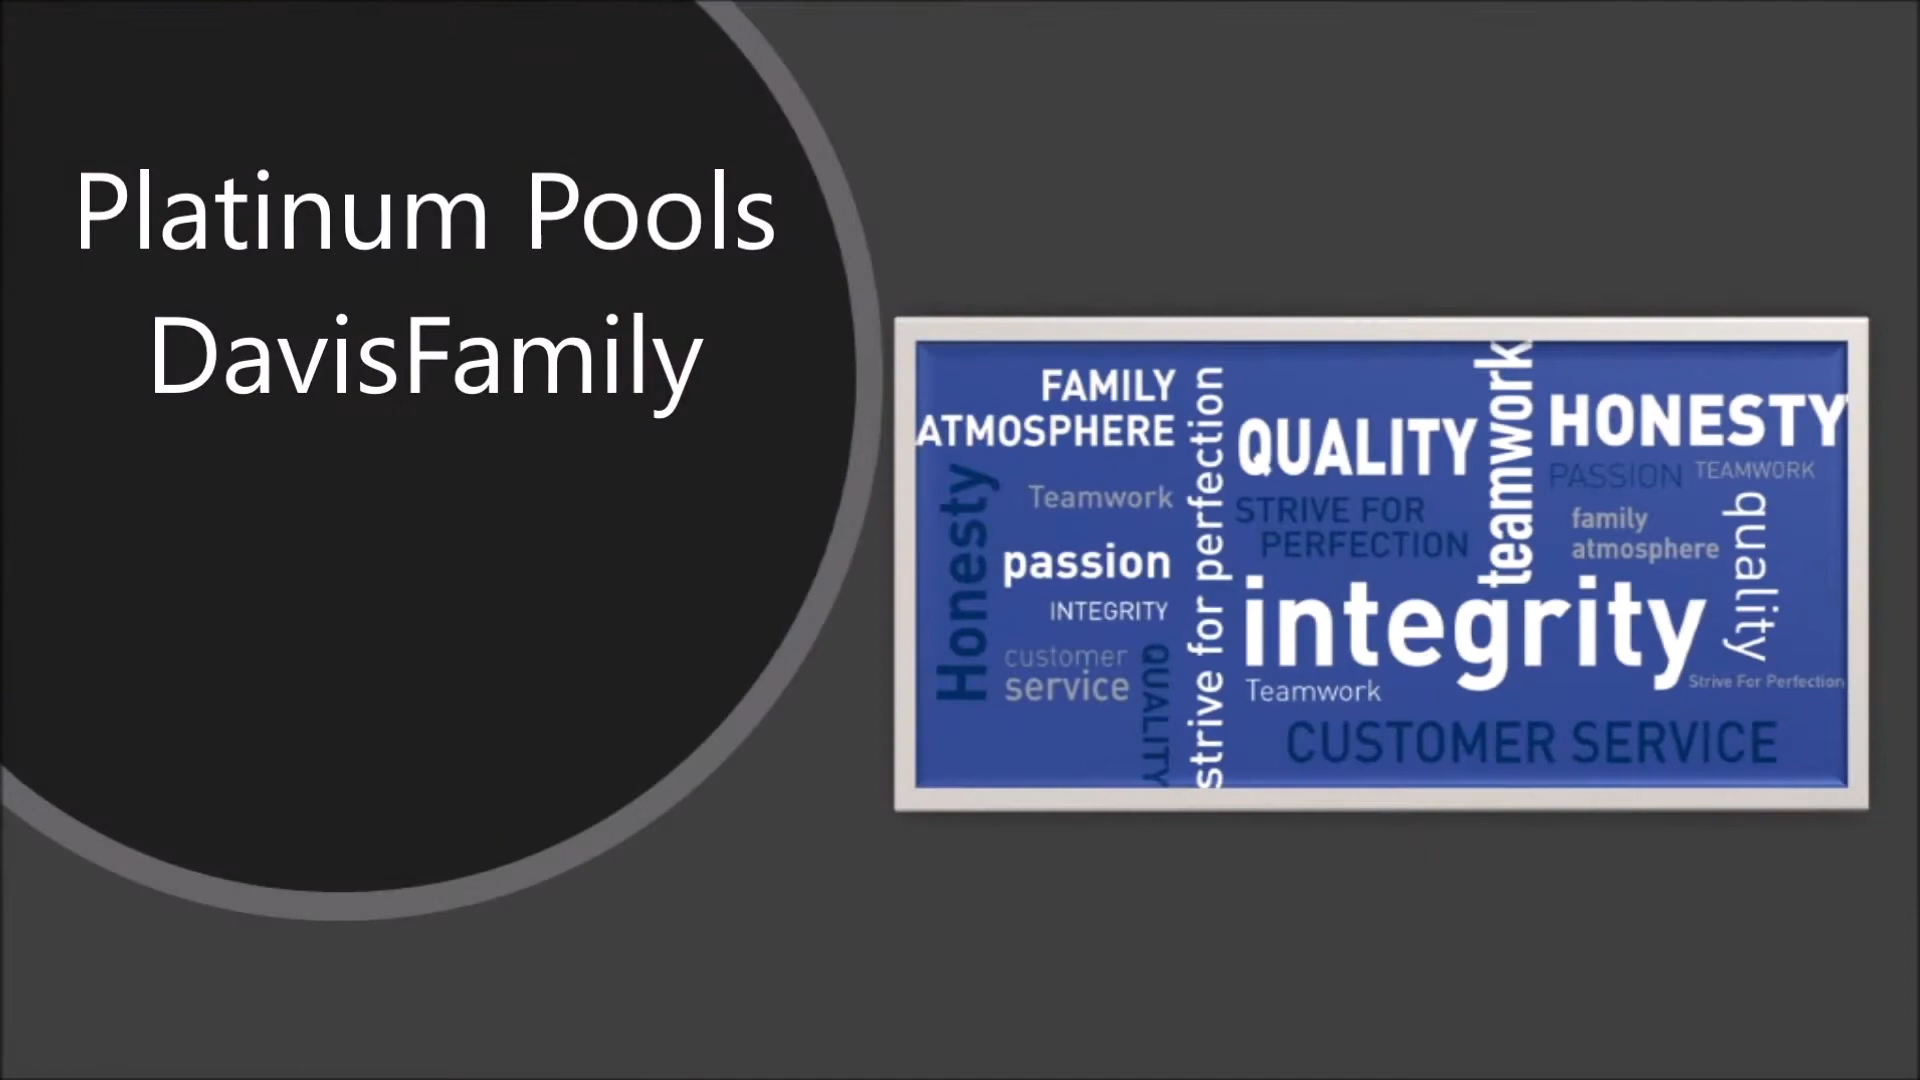 Platinum Pools
DavisFamily
FAMILY
ATMOSPHERE
Honesty
Teamwork
passion
INTEGRITY
customer
service
QUALITY
strive for perfection
QUALITY
STRIVE FOR
PERFECTION
teamwork
HONESTY
PASSION TEAMWORK
family
atmosphere
quality
integrity
Teamwork
Strive For Perfection
CUSTOMER SERVICE